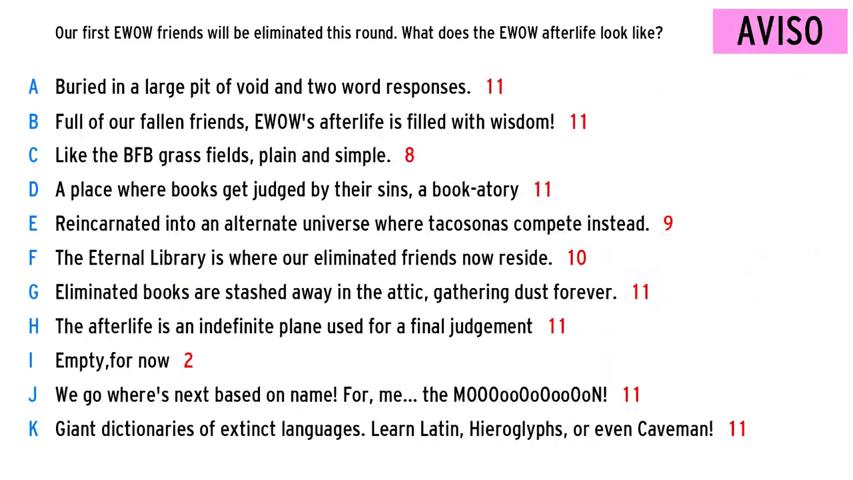 Our first EWOW friends will be eliminated this round. What does the EWOW afterlife look like?
AVISO
A Buried in a large pit of void and two word responses. 11
B Full of our fallen friends, EWOW's afterlife is filled with wisdom! 11
C Like the BFB grass fields, plain and simple. 8
D A place where books get judged by their sins, a book-atory 11
E Reincarnated into an alternate universe where tacosonas compete instead. 9
F The Eternal Library is where our eliminated friends now reside. 10
G Eliminated books are stashed away in the attic, gathering dust forever. 11
H The afterlife is an indefinite plane used for a final judgement 11
I Empty,for now 2
J We go where's next based on name! For, me... the MOOOooOoOooOoN! 11
K Giant dictionaries of extinct languages. Learn Latin, Hieroglyphs, or even Caveman! 11